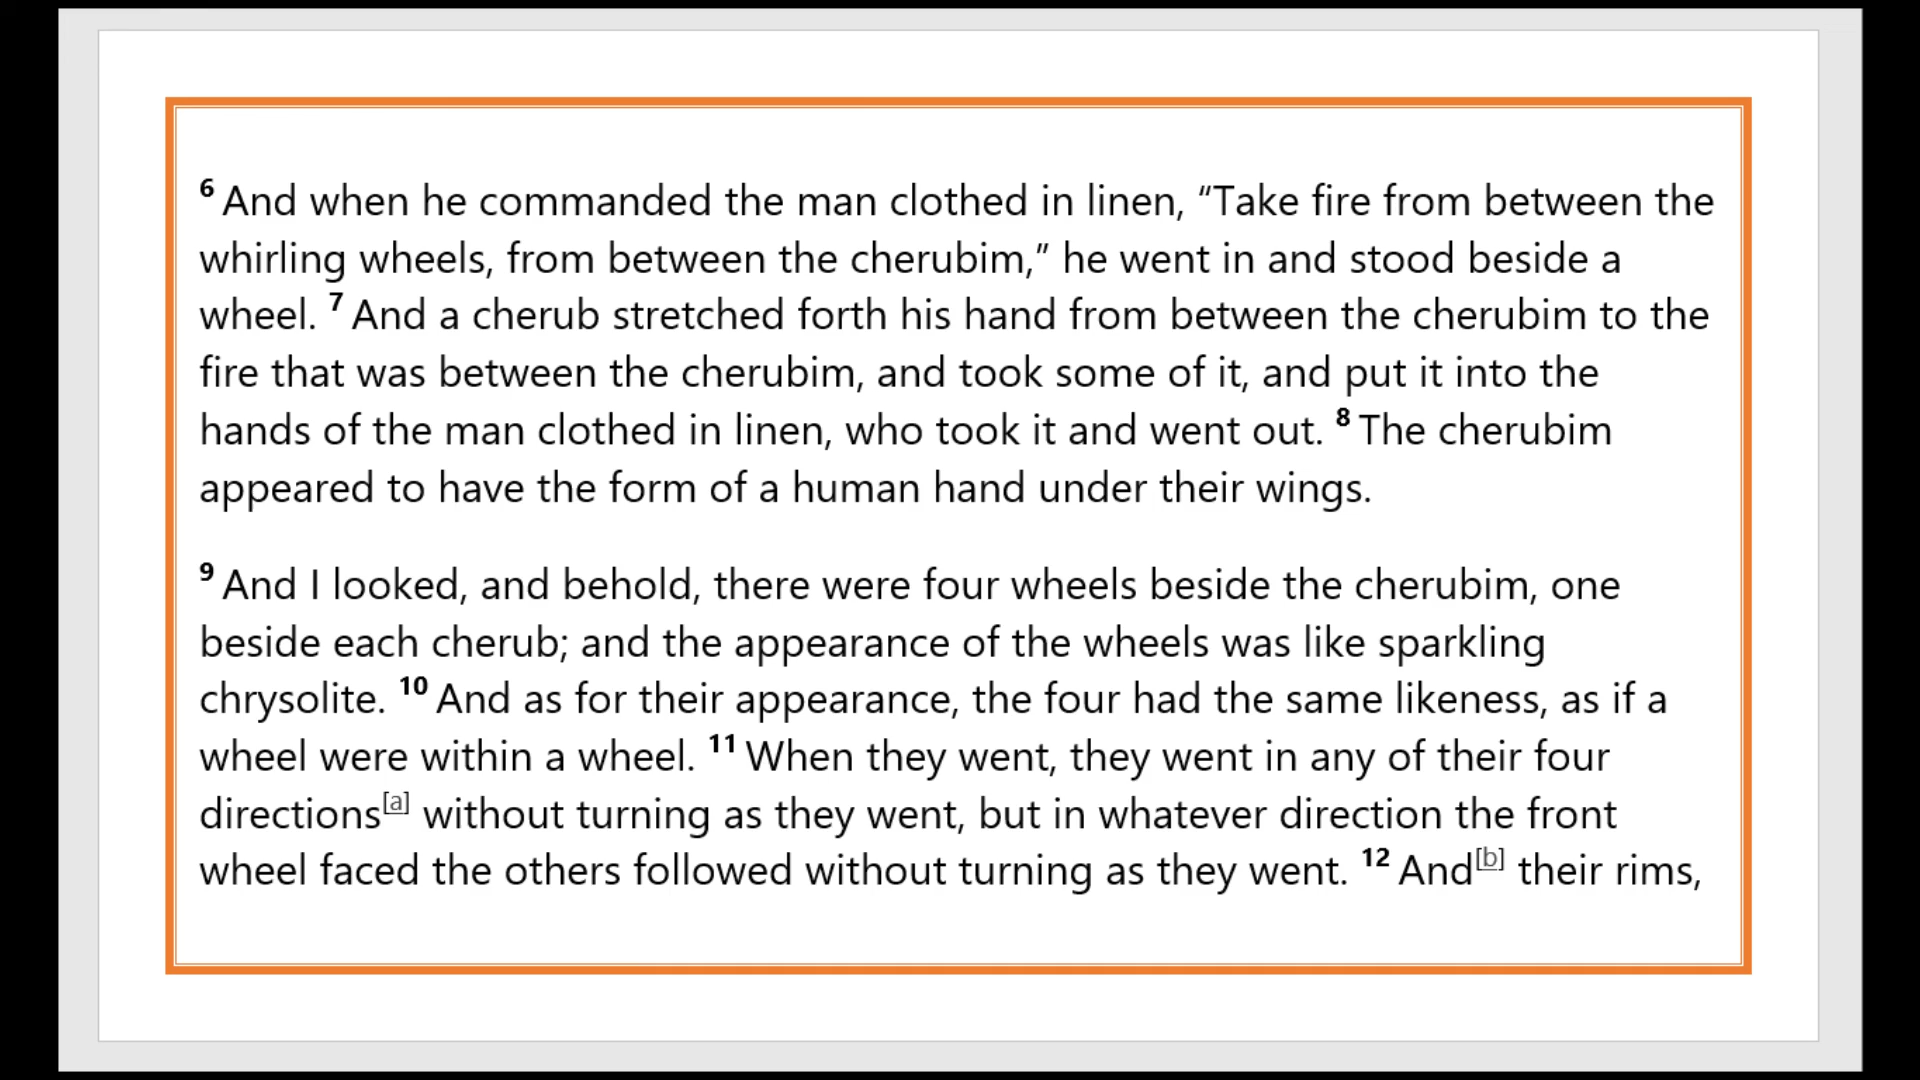 6 And when he commanded the man clothed in linen, “Take fire from between the
whirling wheels, from between the cherubim,” he went in and stood beside a
wheel. 7 And a cherub stretched forth his hand from between the cherubim to the
fire that was between the cherubim, and took some of it, and put it into the
hands of the man clothed in linen, who took it and went out. 8 The cherubim
appeared to have the form of a human hand under their wings.
9 And I looked, and behold, there were four wheels beside the cherubim, one
beside each cherub; and the appearance of the wheels was like sparkling
chrysolite. 10 And as for their appearance, the four had the same likeness, as if a
wheel were within a wheel. 11 When they went, they went in any of their four
directions[a] without turning as they went, but in whatever direction the front
wheel faced the others followed without turning as they went. 12 And[b] their rims,